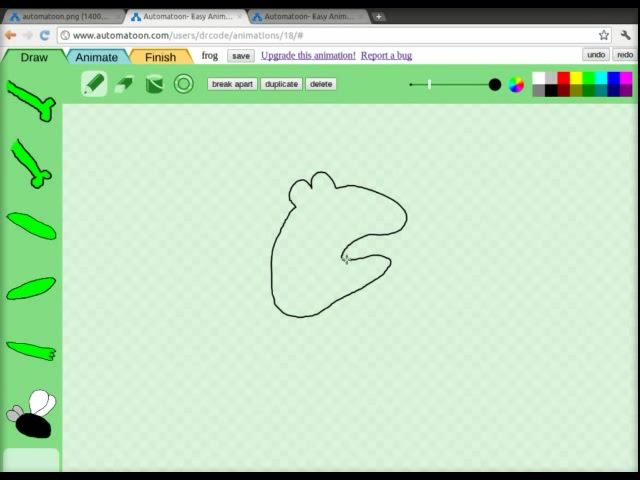 automatoon.png (1400...
Automatoon- Easy Anim...
Automatoon- Easy Anim...
www.automatoon.com/users/drcode/animations/18/#
Draw Animate Finish frog save Upgrade this animation! Report a bug undo redo
break apart duplicate delete